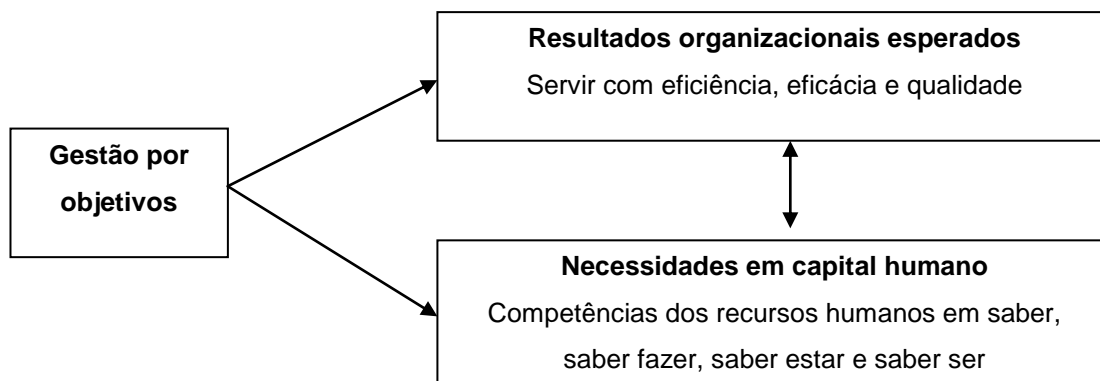 Resultados organizacionais esperados
Servir com eficiência, eficácia e qualidade
Gestão por
objetivos
Necessidades em capital humano
Competências dos recursos humanos em saber,
saber fazer, saber estar e saber ser